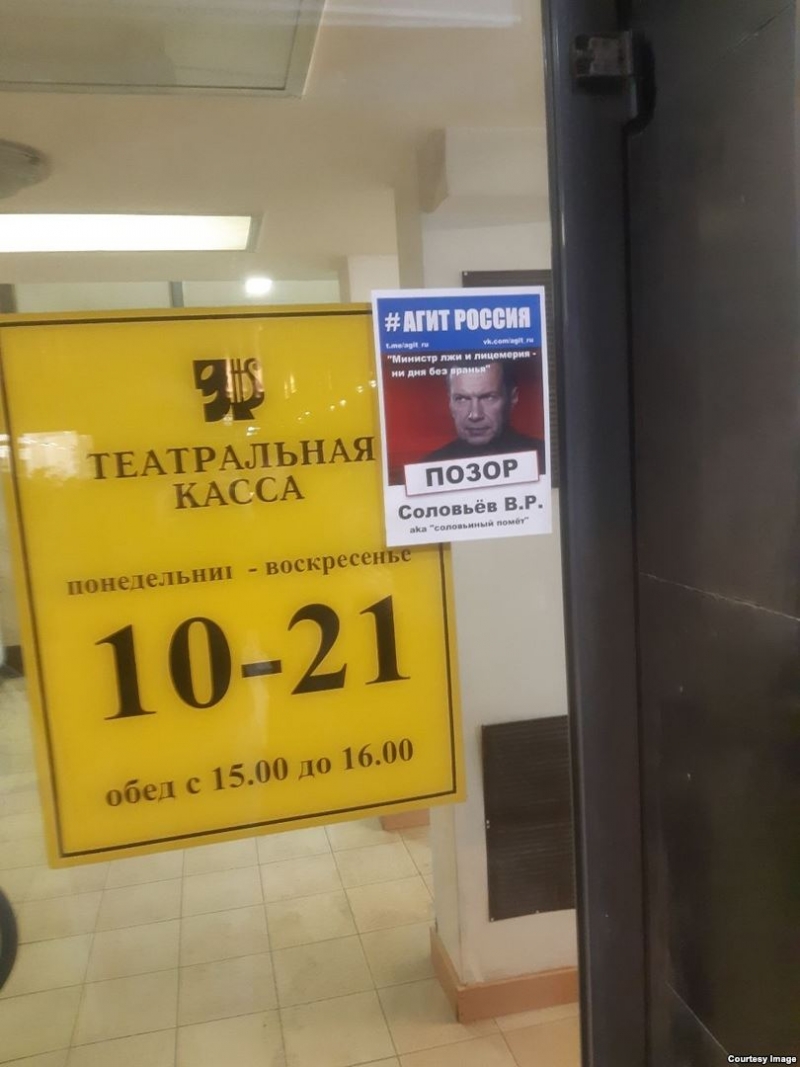 ТЕАТРАЛЬНАЯ
КАССА
понедельник - воскресенье
10-21
обед с 15.00 до 16.00
#АГИТ РОССИЯ
t.me/agit_ru vk.com/agit_ru
"Министр лжи и лицемерия -
ни дня без вранья"
ПОЗОР
Соловьёв В.Р.
aka "соловьиный помёт"
Courtesy Image